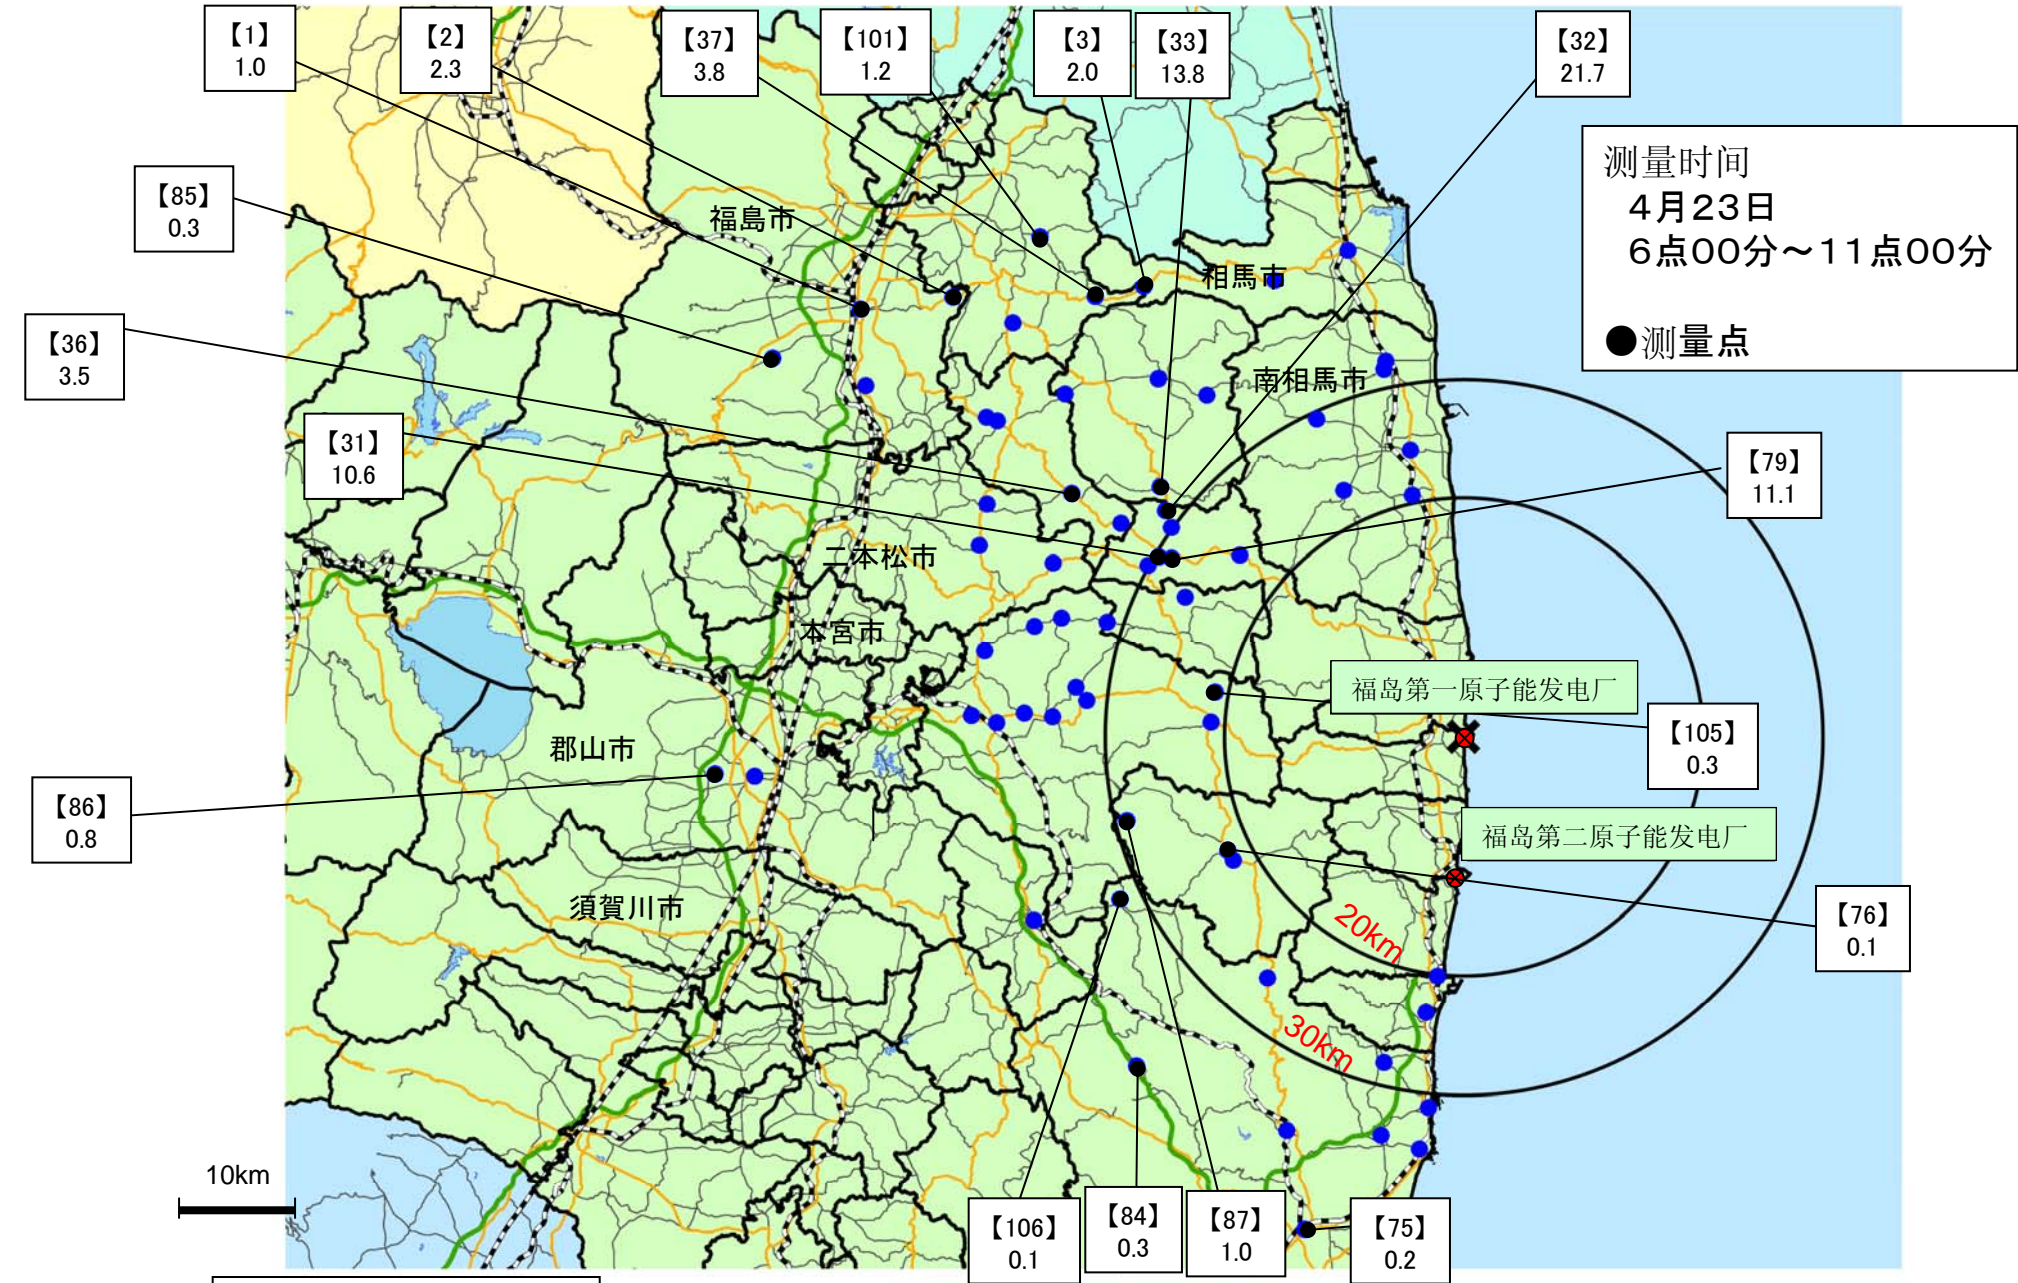 【1】
1.0
【2】
2.3
【37】
3.8
【101】
1.2
【3】
2.0
【33】
13.8
【32】
21.7
测量时间
4月23日
6点00分～11点00分
●测量点
【85】
0.3
福島市
相馬市
【36】
3.5
南相馬市
【31】
10.6
【79】
11.1
二本松市
本宮市
福岛第一原子能发电厂
【105】
0.3
郡山市
【86】
0.8
福岛第二原子能发电厂
須賀川市
20km
【76】
0.1
30km
10km
【106】
0.1
【84】
0.3
【87】
1.0
【75】
0.2